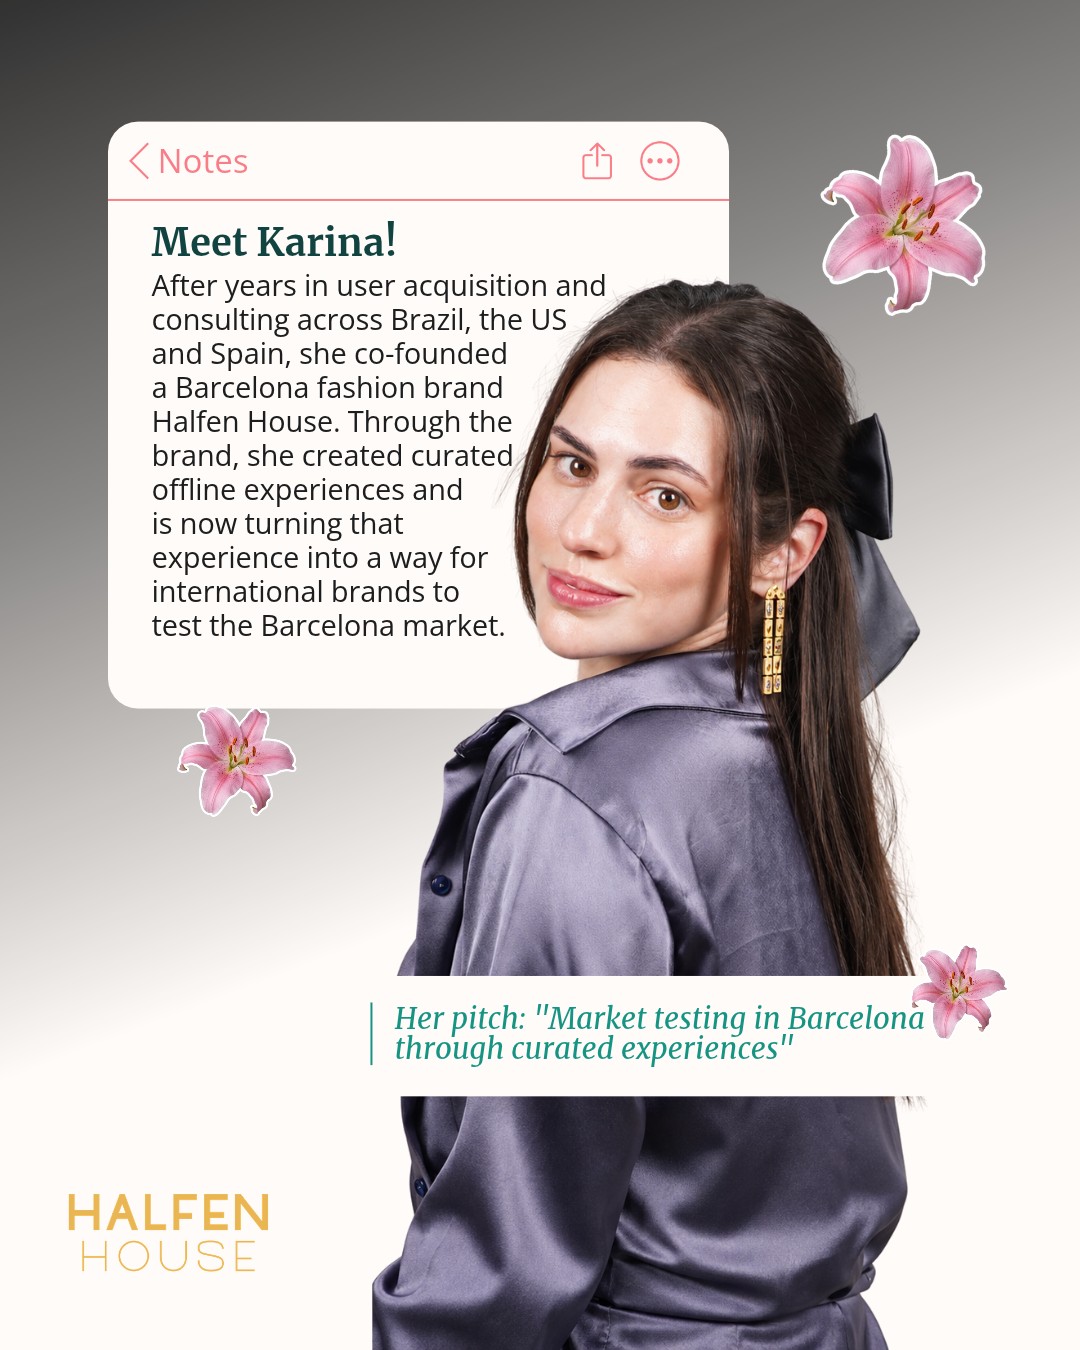 Notes
Meet Karina!
After years in user acquisition and
consulting across Brazil, the US
and Spain, she co-founded
a Barcelona fashion brand
Halfen House. Through the
brand, she created curated
offline experiences and
is now turning that
experience into a way for
international brands to
test the Barcelona market.
Her pitch: "Market testing in Barcelona
through curated experiences"
HALFEN
HOUSE